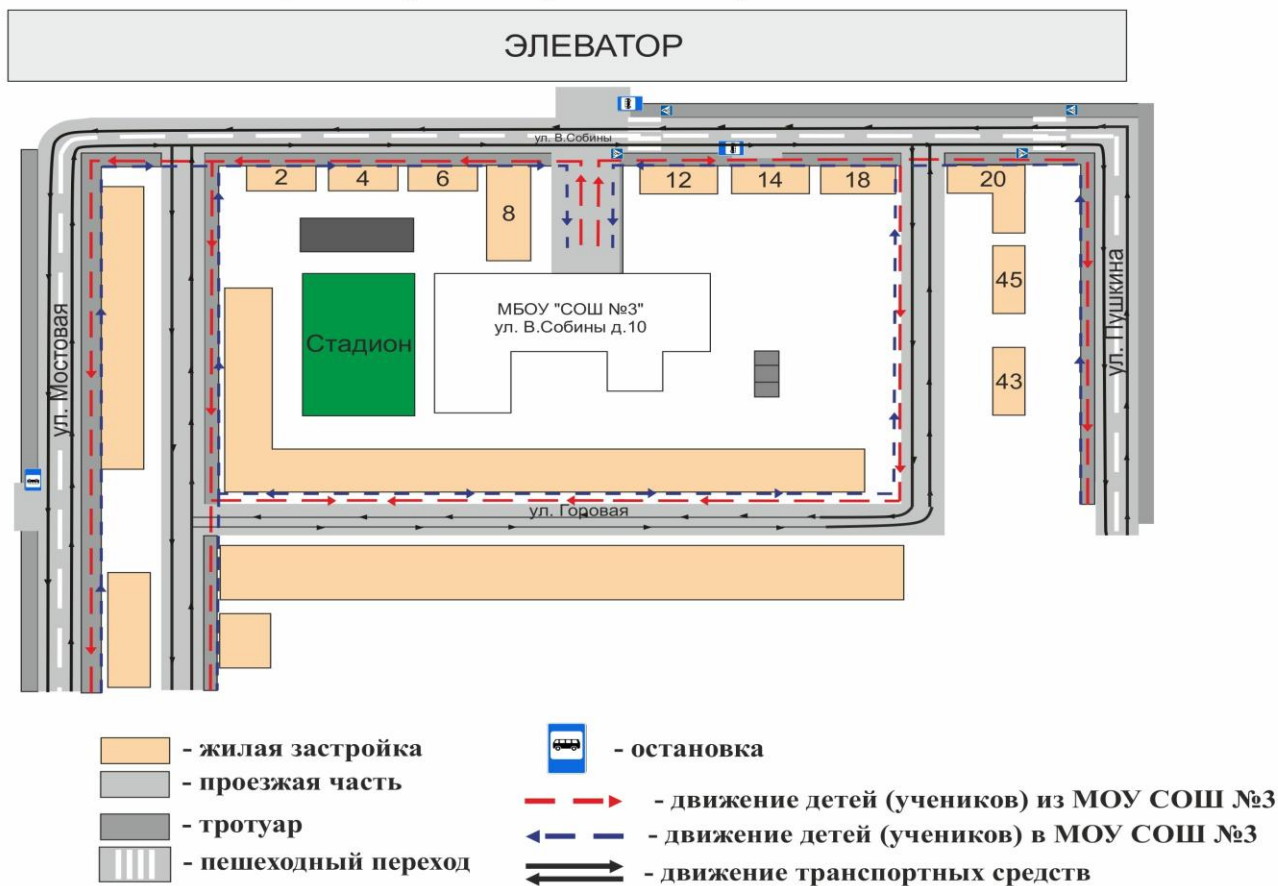 ЭЛЕВАТОР
ул. В.Собины
2
4
6
8
12
14
18
20
45
43
МБОУ "СОШ №3"
ул. В.Собины д.10
Стадион
ул. Мостовая
ул. Пушкина
ул. Горовая
- жилая застройка
- проезжая часть
- тротуар
- пешеходный переход
- остановка
- движение детей (учеников) из МОУ СОШ №3
- движение детей (учеников) в МОУ СОШ №3
- движение транспортных средств